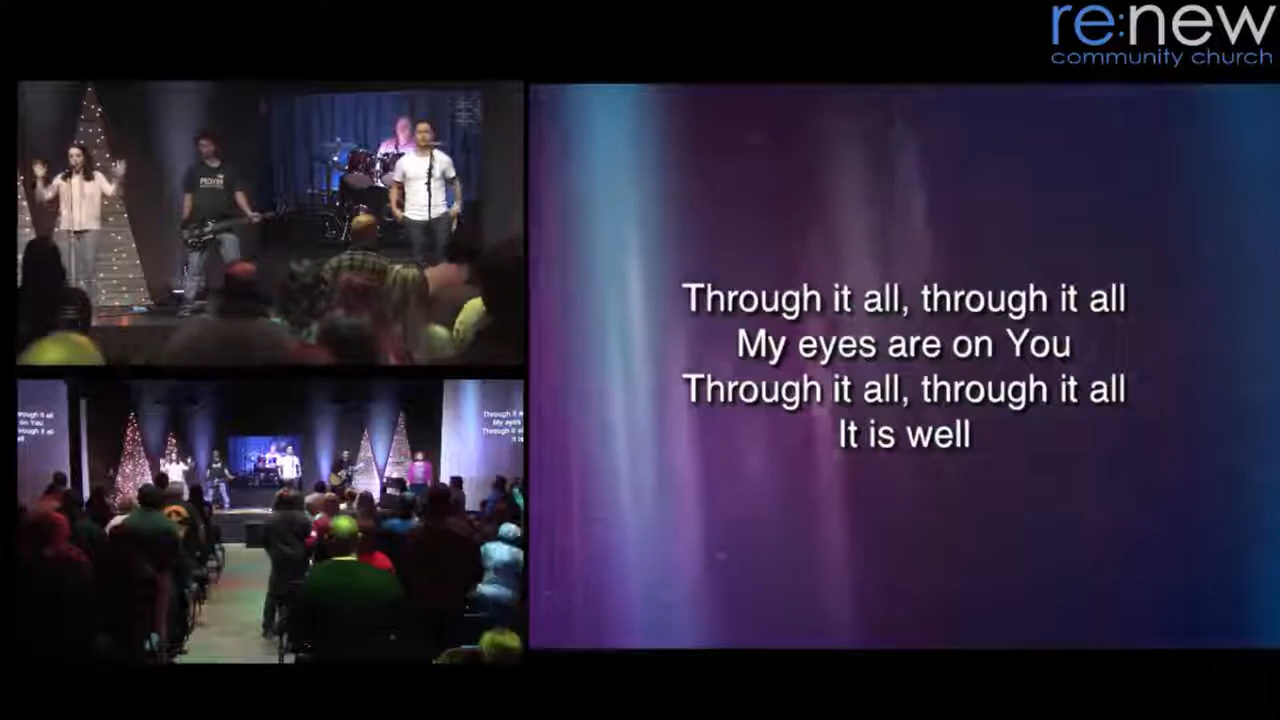 re:new
community church
Through it all, through it all
My eyes are on You
Through it all, through it all
It is well